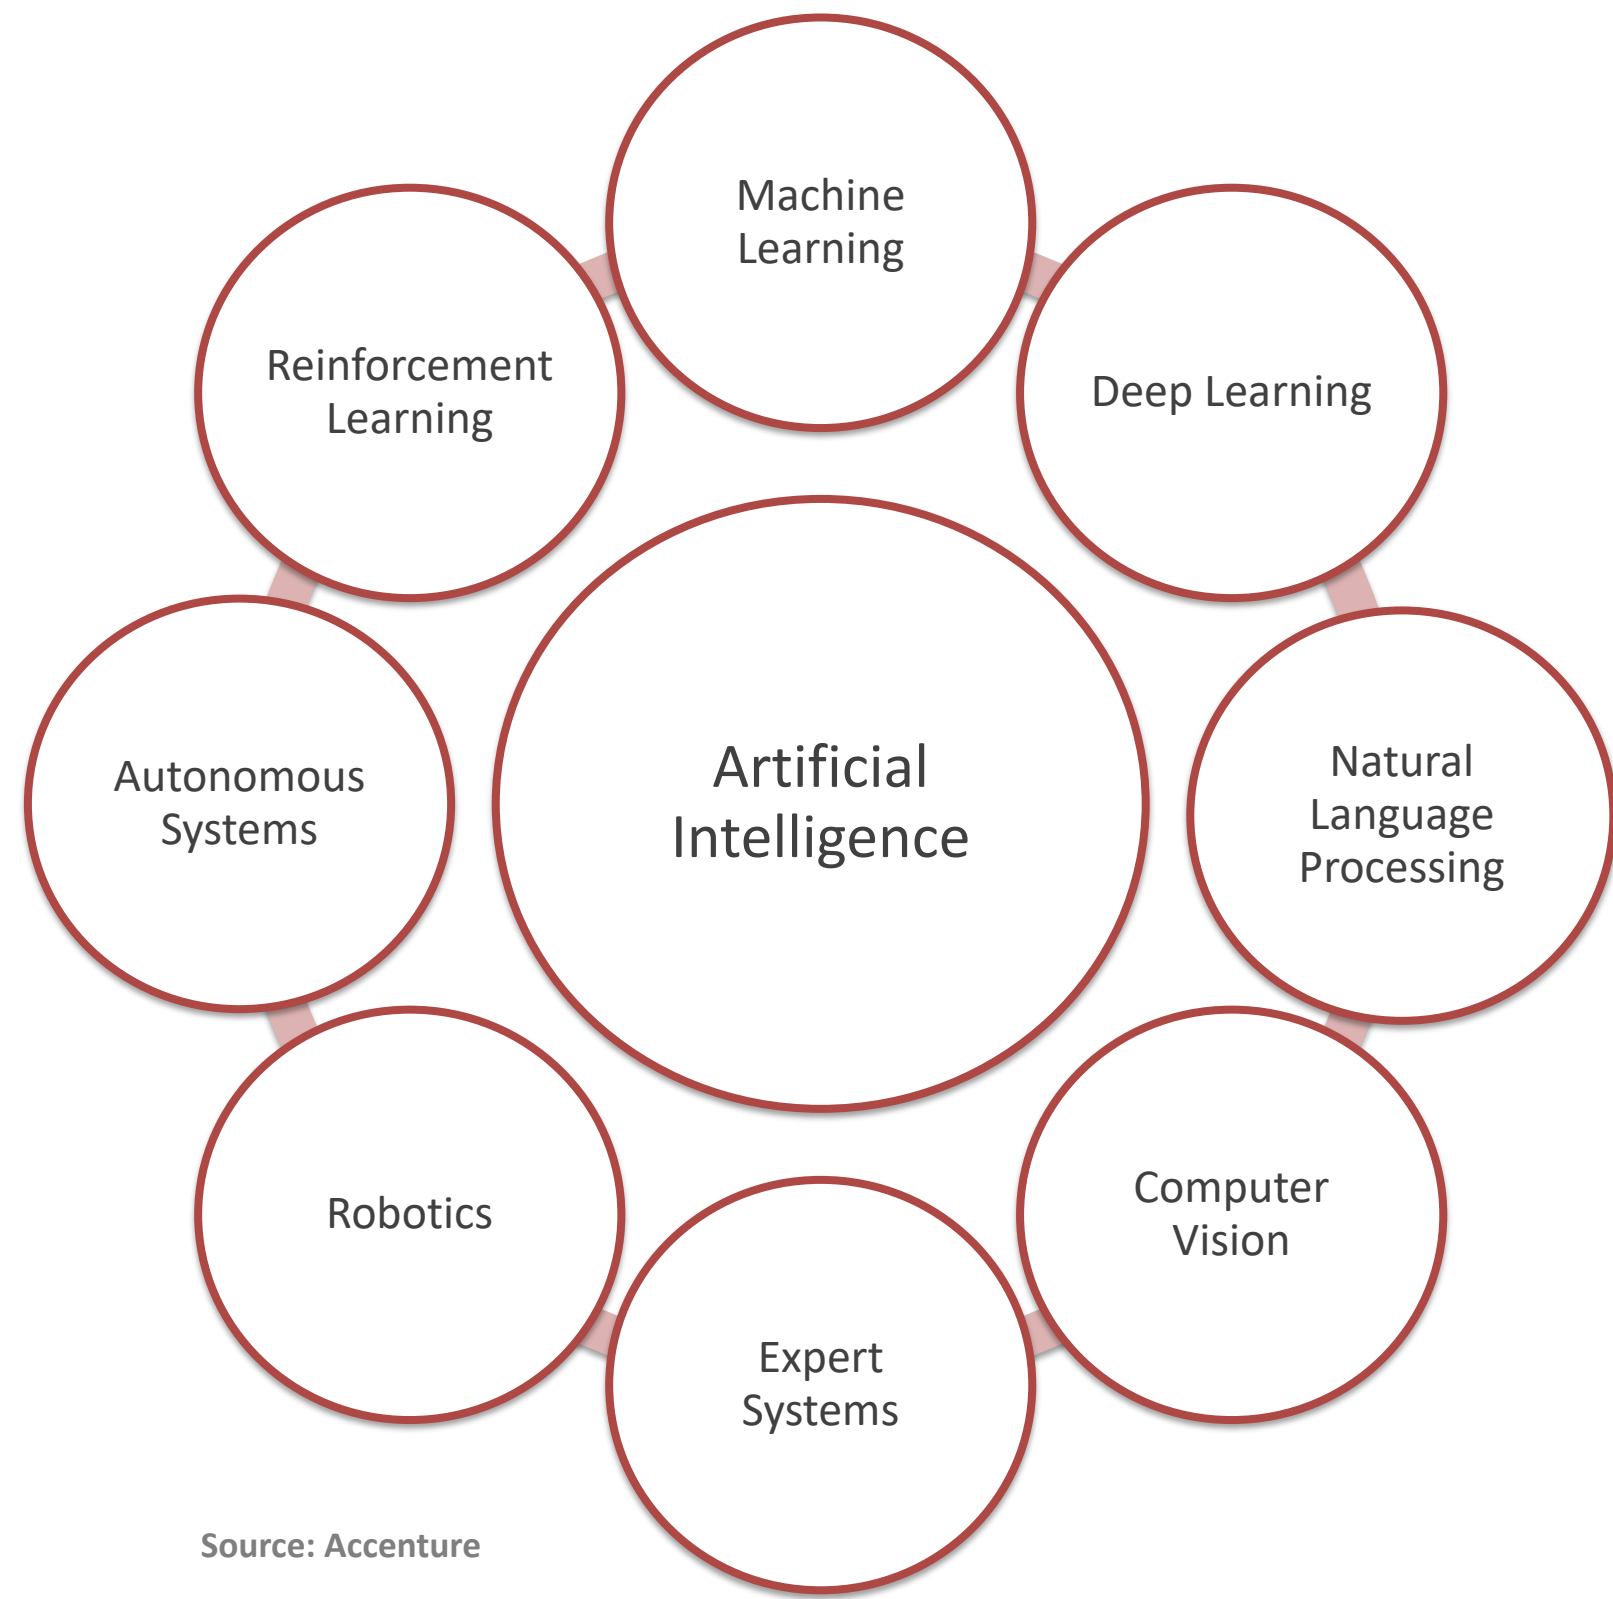 Machine
Learning
Deep Learning
Natural
Language
Processing
Computer
Vision
Expert
Systems
Robotics
Autonomous
Systems
Reinforcement
Learning
Artificial
Intelligence
Source: Accenture